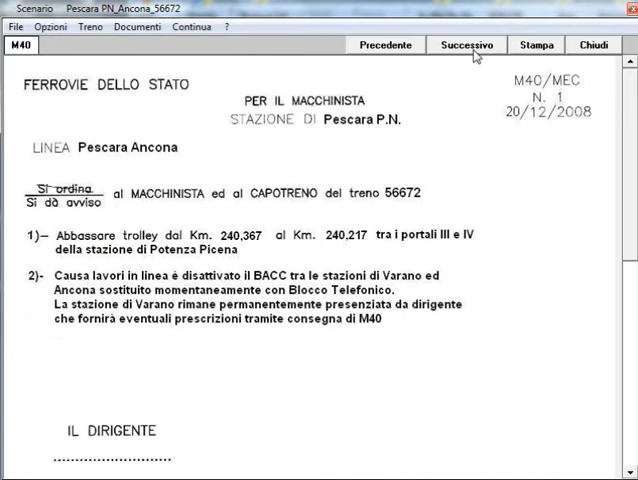 Scenario Pescara PN_Ancona_56672
File Opzioni Treno Documenti Continua ?
M40 Precedente Successivo Stampa Chiudi
FERROVIE DELLO STATO
M40/MEC
PER IL MACCHINISTA
N. 1
STAZIONE DI Pescara P.N.
20/12/2008
LINEA Pescara Ancona
Si ordina
Si dà avviso
al MACCHINISTA ed al CAPOTRENO del treno 56672
1)– Abbassare trolley dal Km. 240,367 al Km. 240,217 tra i portali III e IV
della stazione di Potenza Picena
2)- Causa lavori in linea è disattivato il BACC tra le stazioni di Varano ed
Ancona sostituito momentaneamente con Blocco Telefonico.
La stazione di Varano rimane permanentemente presenziata da dirigente
che fornirà eventuali prescrizioni tramite consegna di M40
IL DIRIGENTE